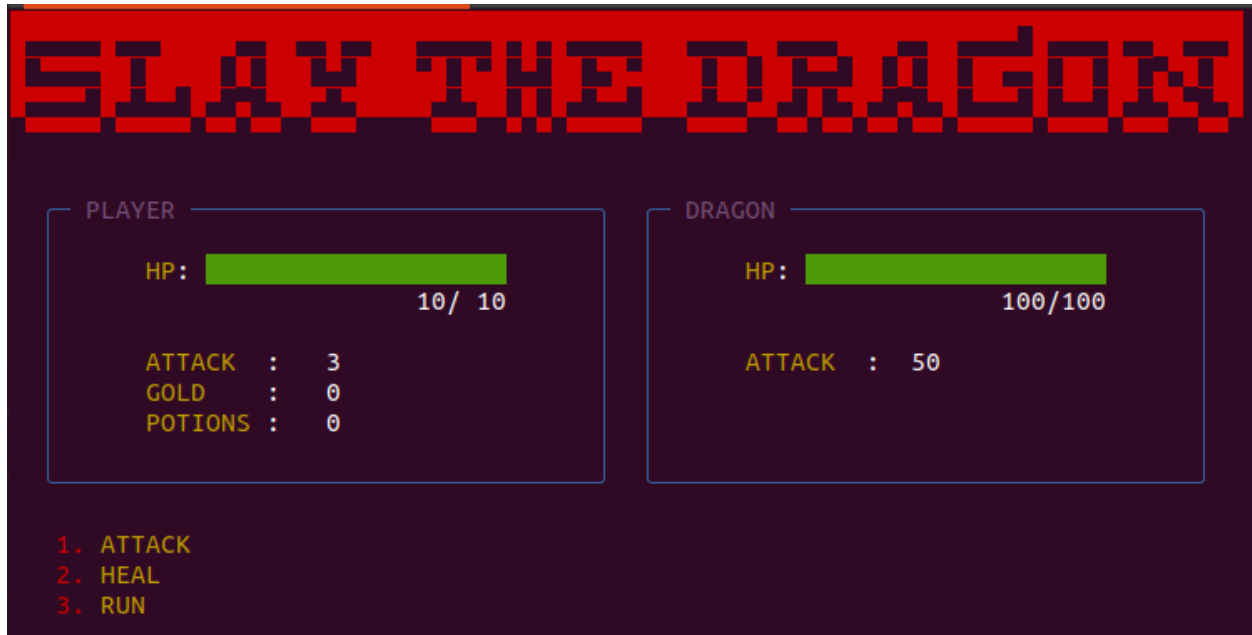 SLAY THE DRAGON
PLAYER
HP:
10/ 10
ATTACK : 3
GOLD : 0
POTIONS : 0
DRAGON
HP:
100/100
ATTACK : 50
1. ATTACK
2. HEAL
3. RUN